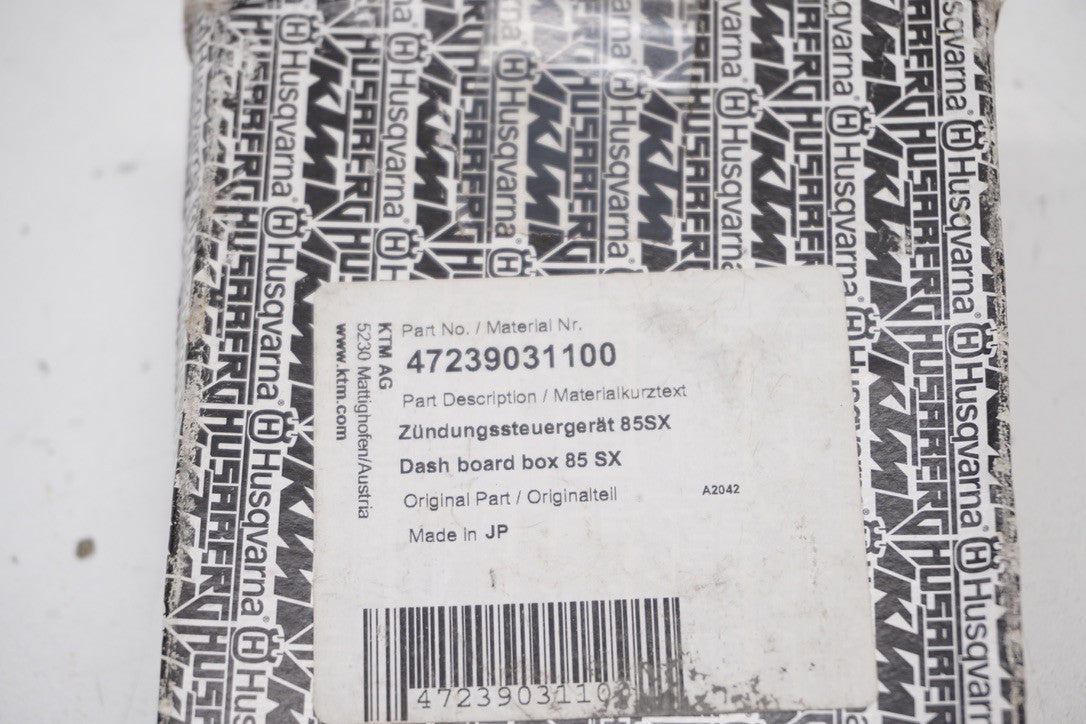 Part No. / Material Nr.
47239031100
Part Description / Materialkurztext
Zündungssteuergerät 85SX
Dash board box 85 SX
Original Part / Originalteil
A2042
Made in JP
KTM AG
5230 Mattighofen/Austria
www.ktm.com
4723903110
KTM
HUSABERG
Husqvarna®